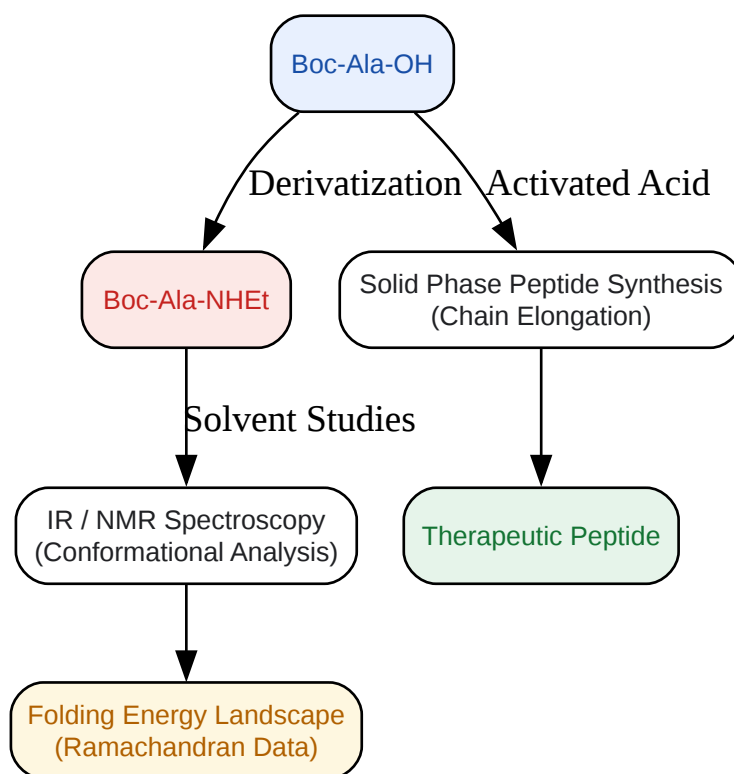 Boc-Ala-OH
Derivatization
Activated Acid
Boc-Ala-NHEt
Solid Phase Peptide Synthesis
(Chain Elongation)
Solvent Studies
IR / NMR Spectroscopy
(Conformational Analysis)
Therapeutic Peptide
Folding Energy Landscape
(Ramachandran Data)